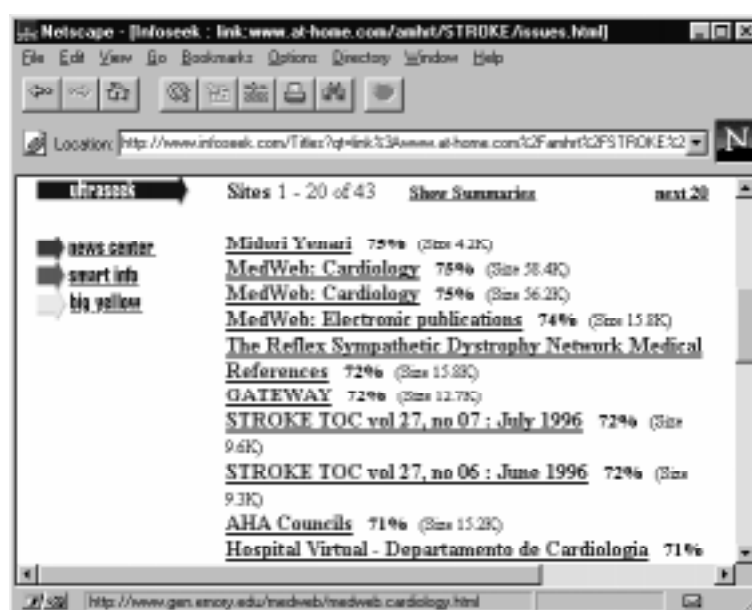 Netscape - [Infoseek : link:www.at-home.com/amhrt/STROKE/issues.html]
File Edit View Go Bookmarks Options Directory Window Help
Location: http://www.infoseek.com/Titles?qt=link%3Awww.at-home.com%2Famhrt%2FSTROKE%2
N
ultraseek
Sites 1 - 20 of 43 Show Summaries next 20
news center
smart info
big yellow
Midori Yenari 75% (Size 4.2K)
MedWeb: Cardiology 75% (Size 58.4K)
MedWeb: Cardiology 75% (Size 56.2K)
MedWeb: Electronic publications 74% (Size 15.8K)
The Reflex Sympathetic Dystrophy Network Medical
References 72% (Size 15.8K)
GATEWAY 72% (Size 12.7K)
STROKE TOC vol 27, no 07 : July 1996 72% (Size
9.6K)
STROKE TOC vol 27, no 06 : June 1996 72% (Size
9.3K)
AHA Councils 71% (Size 15.2K)
Hospital Virtual - Departamento de Cardiologia 71%
http://www.gen.emory.edu/medweb/medweb.cardiology.html